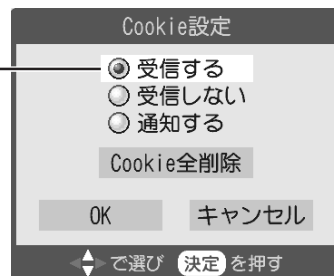 Cookie設定
受信する
受信しない
通知する
Cookie全削除
OK キャンセル
で選び 決定 を押す